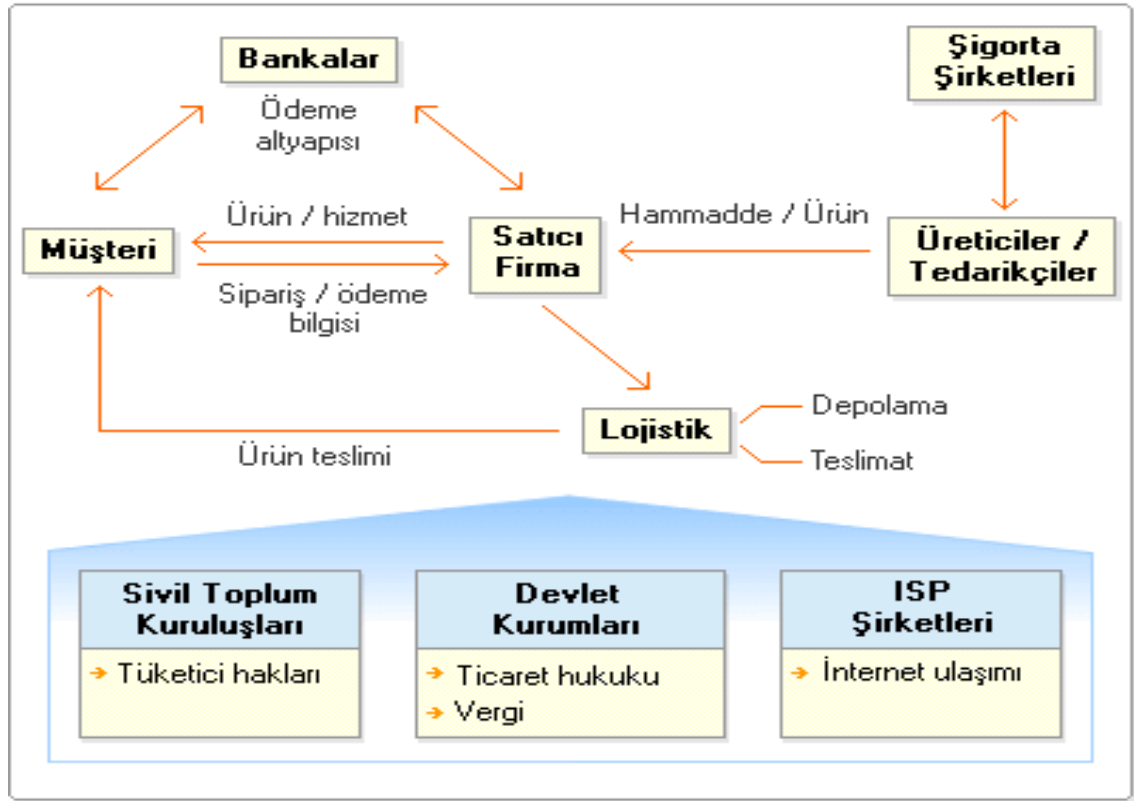 Bankalar
Ödeme
altyapısı
Şigorta
Şirketleri
Müşteri
Ürün / hizmet
Sipariş / ödeme
bilgisi
Satıcı
Firma
Hammadde / Ürün
Üreticiler /
Tedarikçiler
Lojistik
Depolama
Teslimat
Ürün teslimi
Sivil Toplum
Kuruluşları
Tüketici hakları
Devlet
Kurumları
Ticaret hukuku
Vergi
ISP
Şirketleri
İnternet ulaşımı